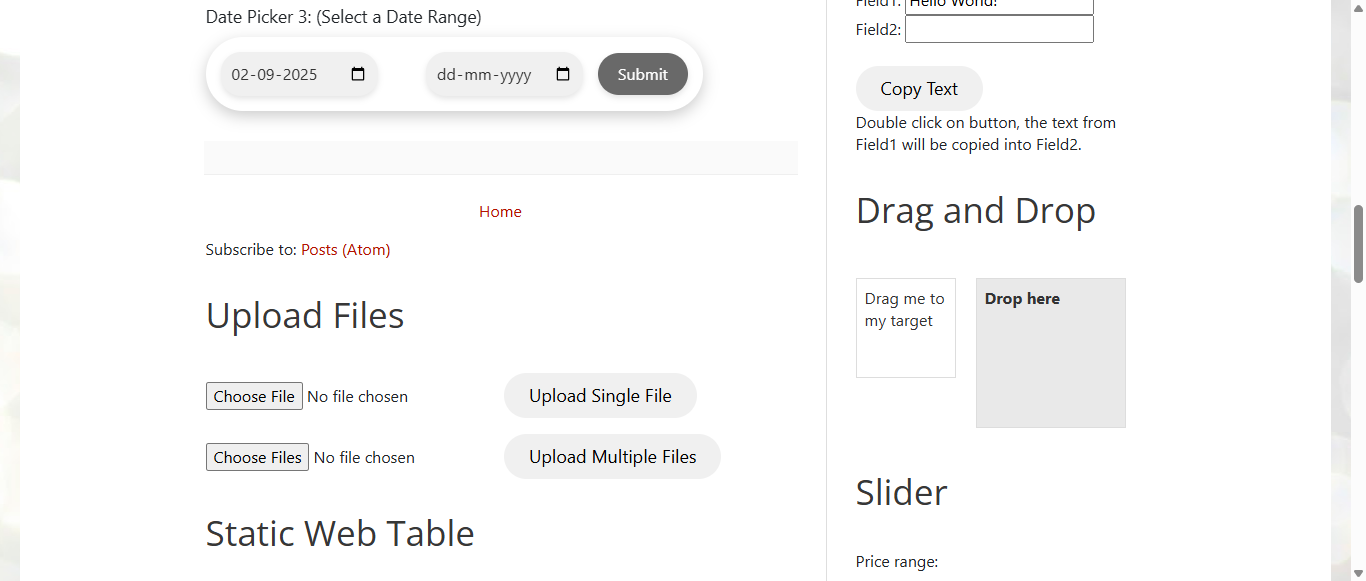 Date Picker 3: (Select a Date Range)
02-09-2025
dd-mm-yyyy
Submit
Home
Subscribe to: Posts (Atom)
Upload Files
Choose File No file chosen
Upload Single File
Choose Files No file chosen
Upload Multiple Files
Static Web Table
Field1: Hello World!
Field2:
Copy Text
Double click on button, the text from
Field1 will be copied into Field2.
Drag and Drop
Drag me to
my target
Drop here
Slider
Price range: